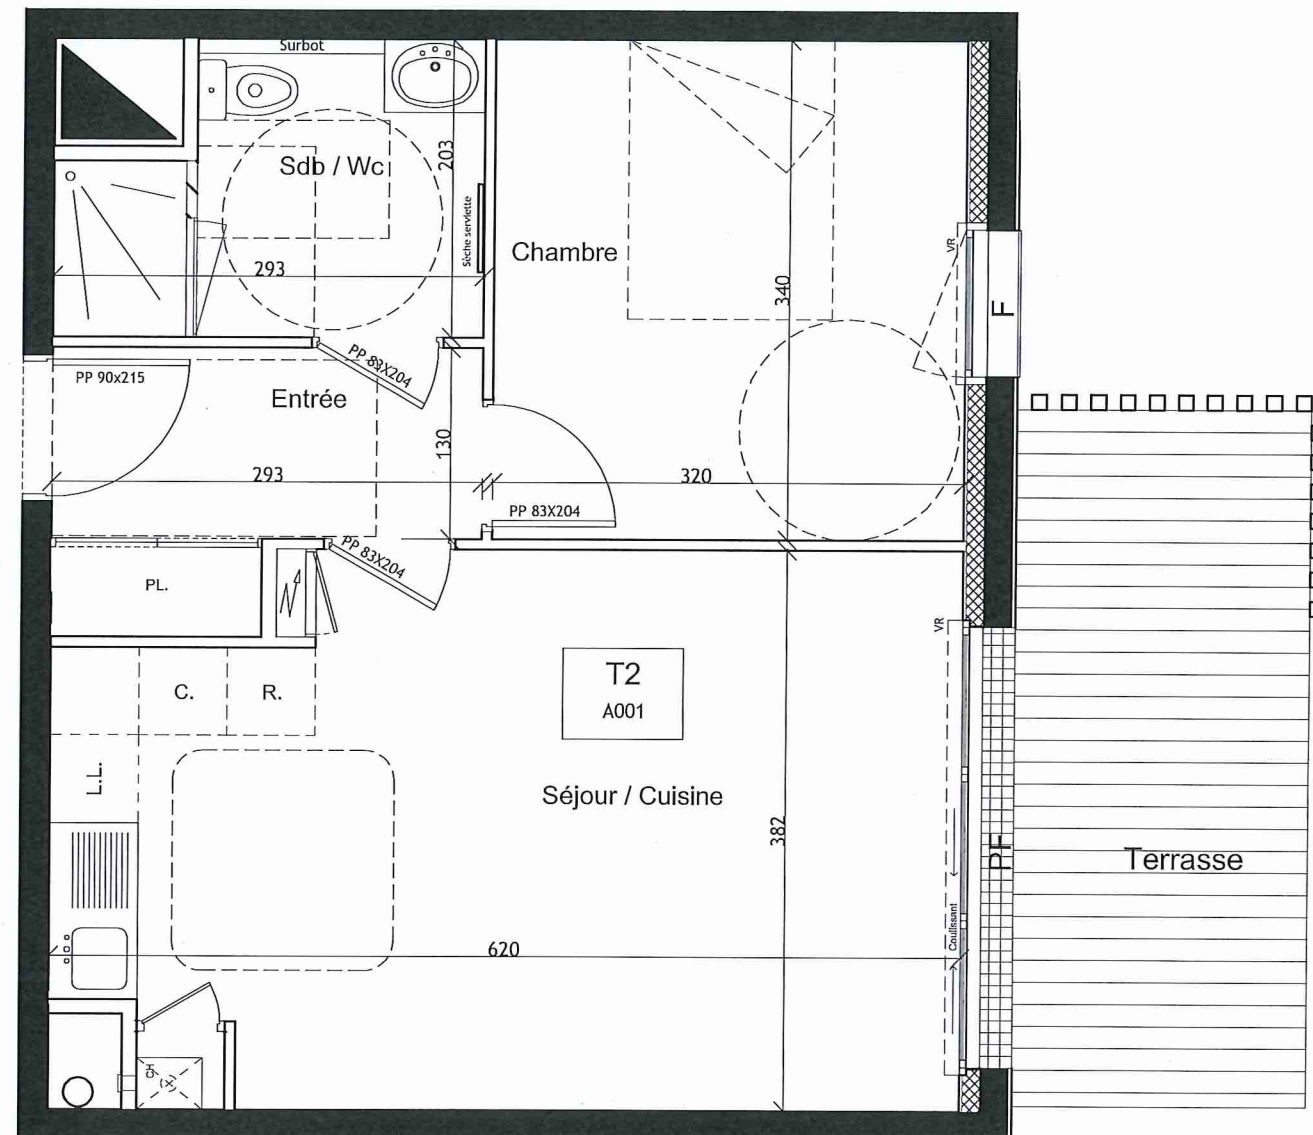 Surbot
Sdb / Wc
203
Sèche serviette
293
Chambre
340
VR
F
PP 90x215
PP 83X204
Entrée
130
293
320
PP 83X204
PP 83X204
PL.
VR
C.
R.
T2
A001
L.L.
Séjour / Cuisine
382
PF
Terrasse
Coulissant
620
CH